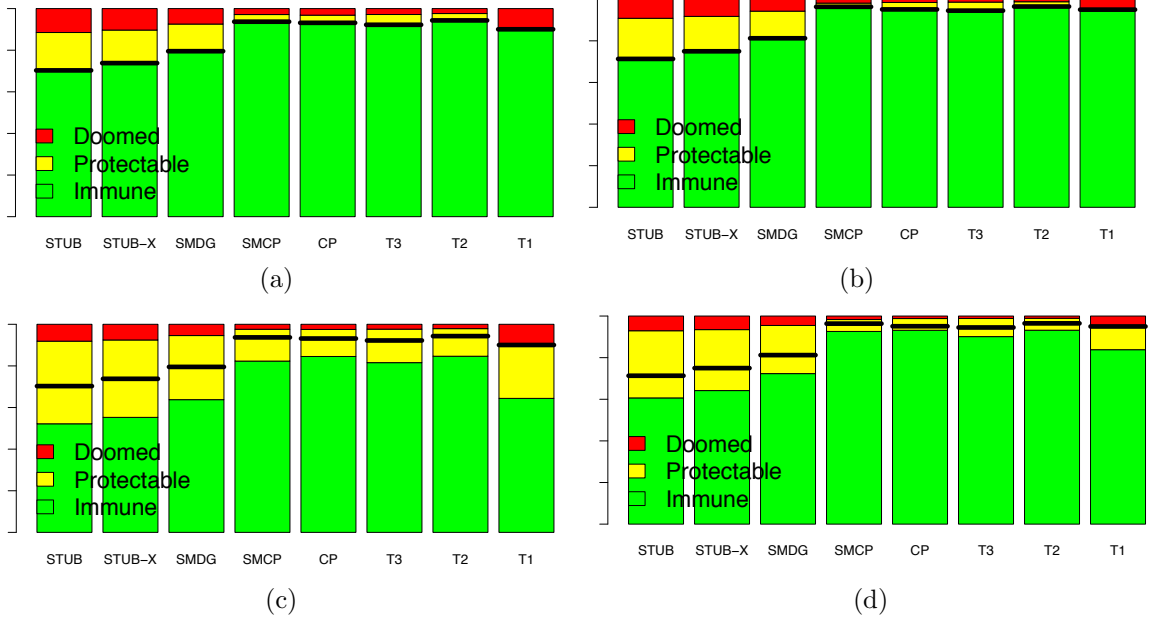 Doomed
Protectable
Immune
STUB STUB−X SMDG SMCP CP T3 T2 T1
(a)
Doomed
Protectable
Immune
STUB STUB−X SMDG SMCP CP T3 T2 T1
(b)
Doomed
Protectable
Immune
STUB STUB−X SMDG SMCP CP T3 T2 T1
(c)
Doomed
Protectable
Immune
STUB STUB−X SMDG SMCP CP T3 T2 T1
(d)